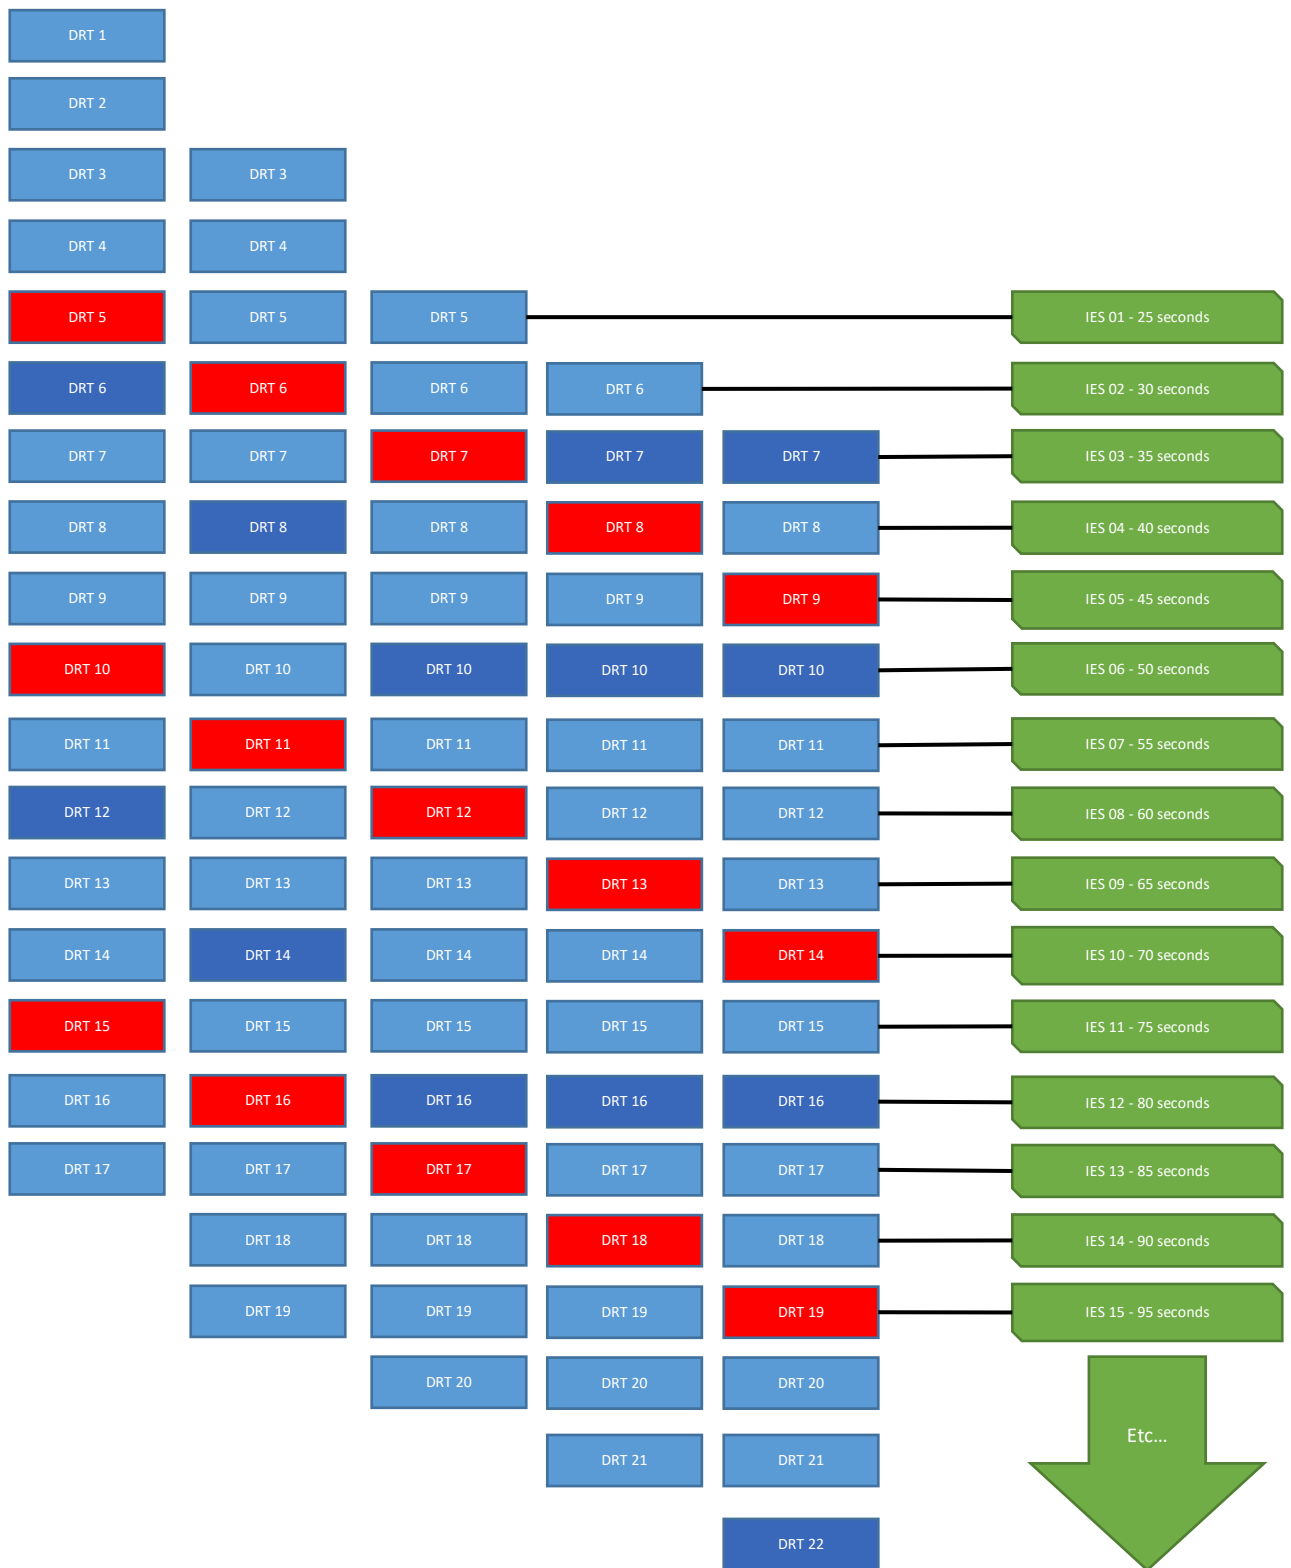 DRT 1
DRT 2
DRT 3 DRT 3
DRT 4 DRT 4
DRT 5 DRT 5 DRT 5 IES 01 - 25 seconds
DRT 6 DRT 6 DRT 6 DRT 6 IES 02 - 30 seconds
DRT 7 DRT 7 DRT 7 DRT 7 DRT 7 IES 03 - 35 seconds
DRT 8 DRT 8 DRT 8 DRT 8 DRT 8 IES 04 - 40 seconds
DRT 9 DRT 9 DRT 9 DRT 9 DRT 9 IES 05 - 45 seconds
DRT 10 DRT 10 DRT 10 DRT 10 DRT 10 IES 06 - 50 seconds
DRT 11 DRT 11 DRT 11 DRT 11 DRT 11 IES 07 - 55 seconds
DRT 12 DRT 12 DRT 12 DRT 12 DRT 12 IES 08 - 60 seconds
DRT 13 DRT 13 DRT 13 DRT 13 DRT 13 IES 09 - 65 seconds
DRT 14 DRT 14 DRT 14 DRT 14 DRT 14 IES 10 - 70 seconds
DRT 15 DRT 15 DRT 15 DRT 15 DRT 15 IES 11 - 75 seconds
DRT 16 DRT 16 DRT 16 DRT 16 DRT 16 IES 12 - 80 seconds
DRT 17 DRT 17 DRT 17 DRT 17 DRT 17 IES 13 - 85 seconds
DRT 18 DRT 18 DRT 18 DRT 18 IES 14 - 90 seconds
DRT 19 DRT 19 DRT 19 DRT 19 IES 15 - 95 seconds
DRT 20 DRT 20 DRT 20
Etc...
DRT 21 DRT 21
DRT 22